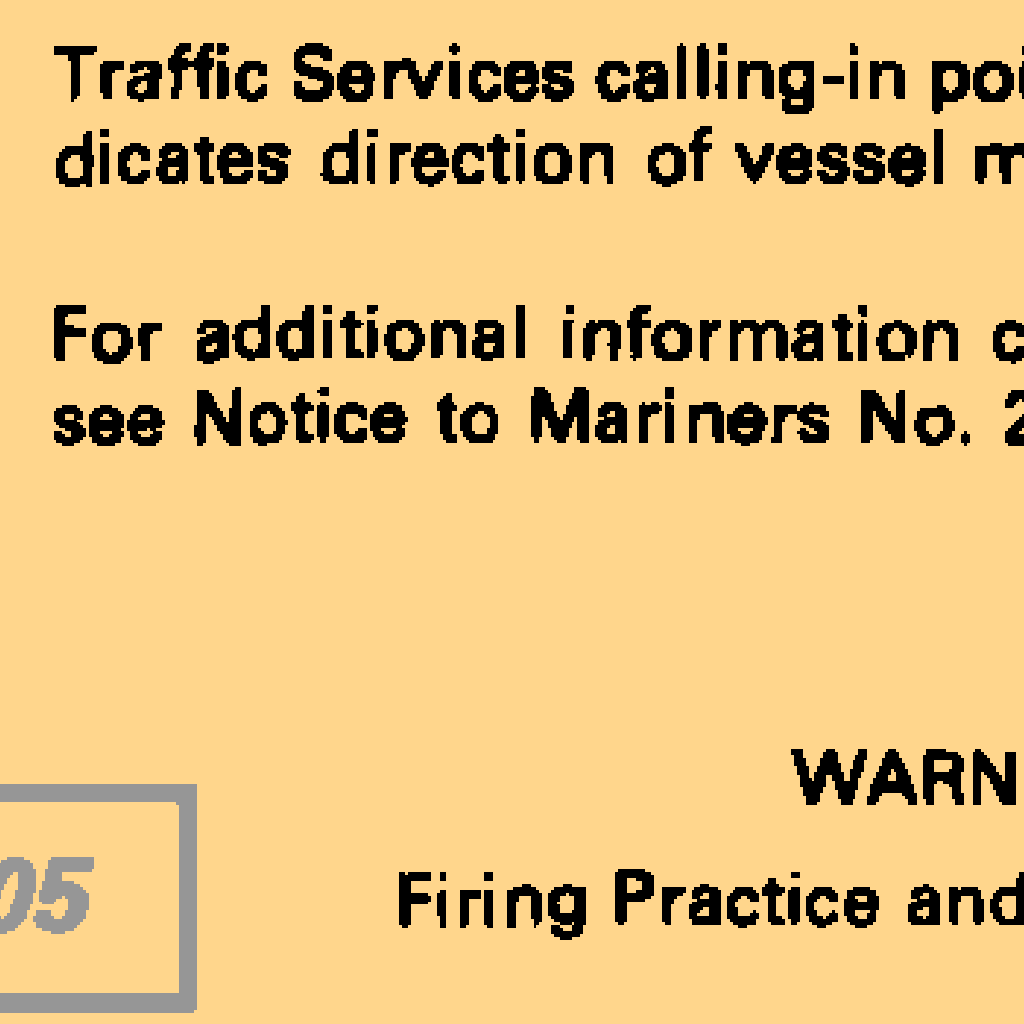 Traffic Services calling-in poi
dicates direction of vessel m
For additional information c
see Notice to Mariners No. 2
WARN
05
Firing Practice and